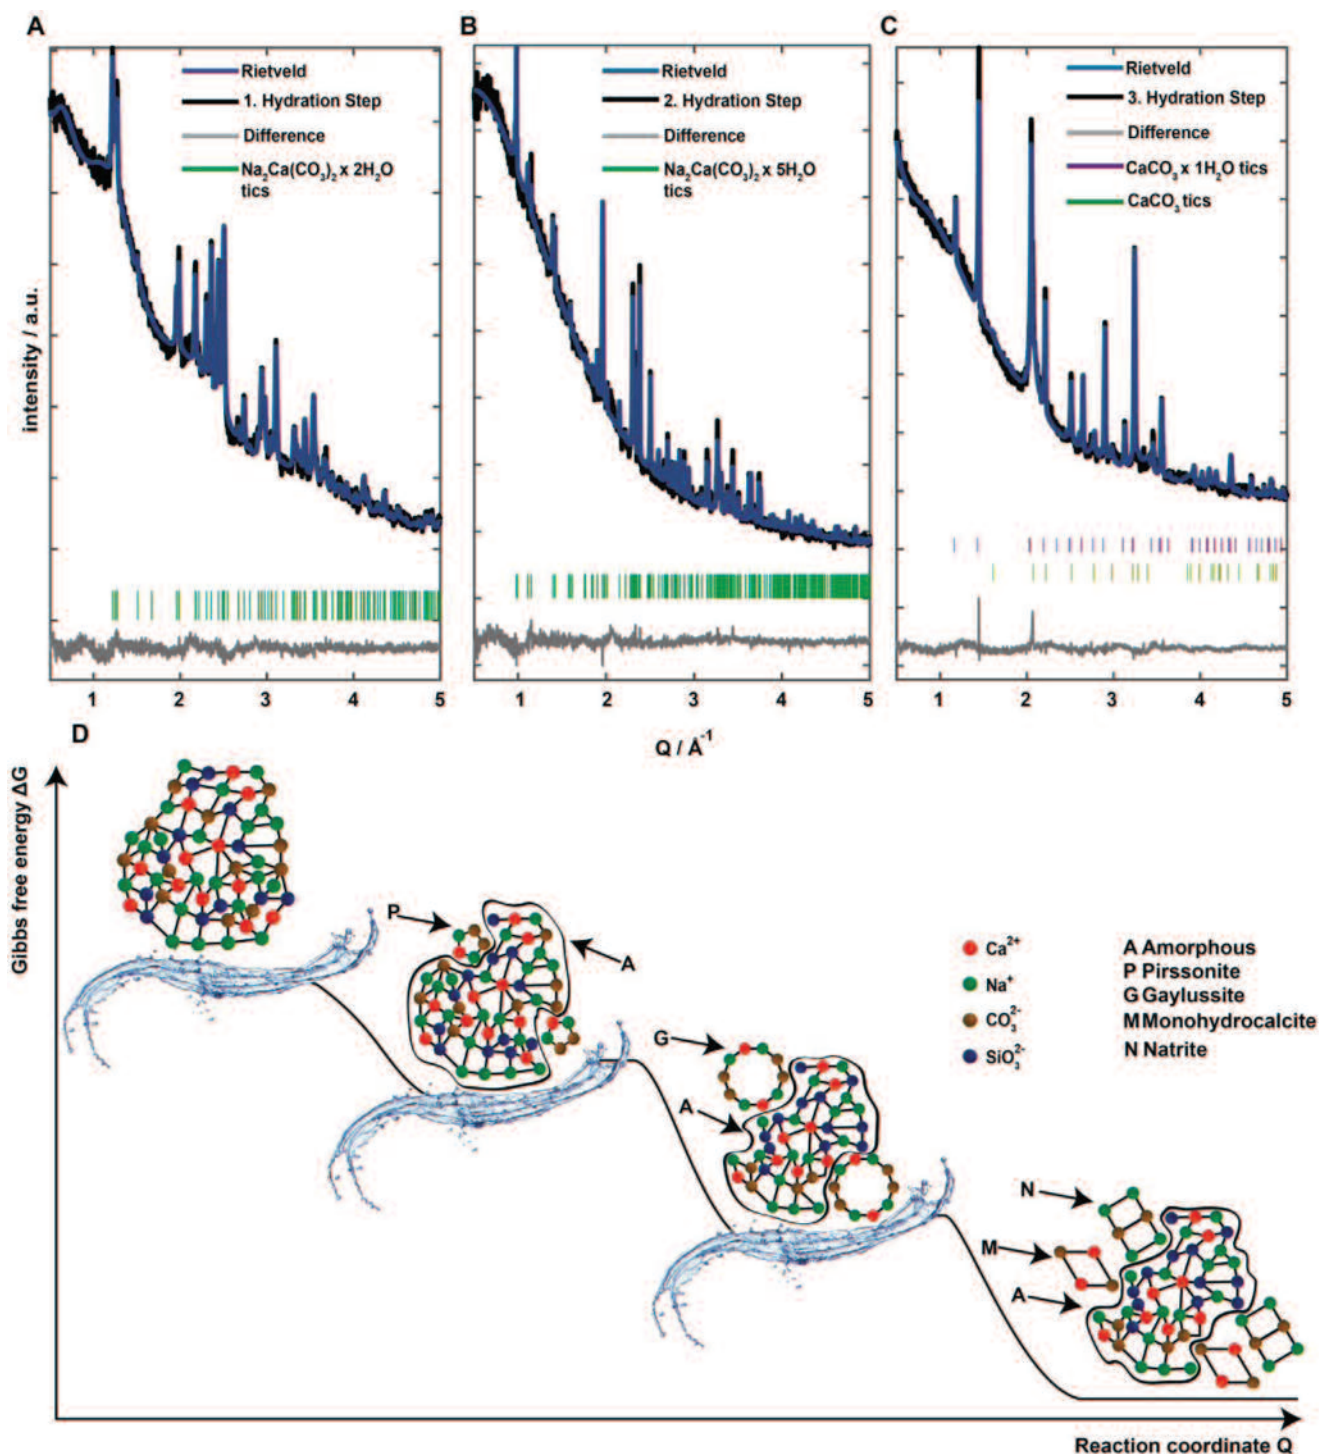 A
Rietveld
1. Hydration Step
Difference
Na₂Ca(CO₃)₂ x 2H₂O
tics
B
Rietveld
2. Hydration Step
Difference
Na₂Ca(CO₃)₂ x 5H₂O
tics
C
Rietveld
3. Hydration Step
Difference
CaCO₃ x 1H₂O tics
CaCO₃ tics
intensity / a.u.
1 2 3 4 5
1 2 3 4 5
1 2 3 4 5
Q / Å⁻¹
D
Gibbs free energy ΔG
P
A
G
A
N
M
A
Ca²⁺
Na⁺
CO₃²⁻
SiO₃²⁻
A Amorphous
P Pirssonite
G Gaylussite
M Monohydrocalcite
N Natrite
Reaction coordinate Q